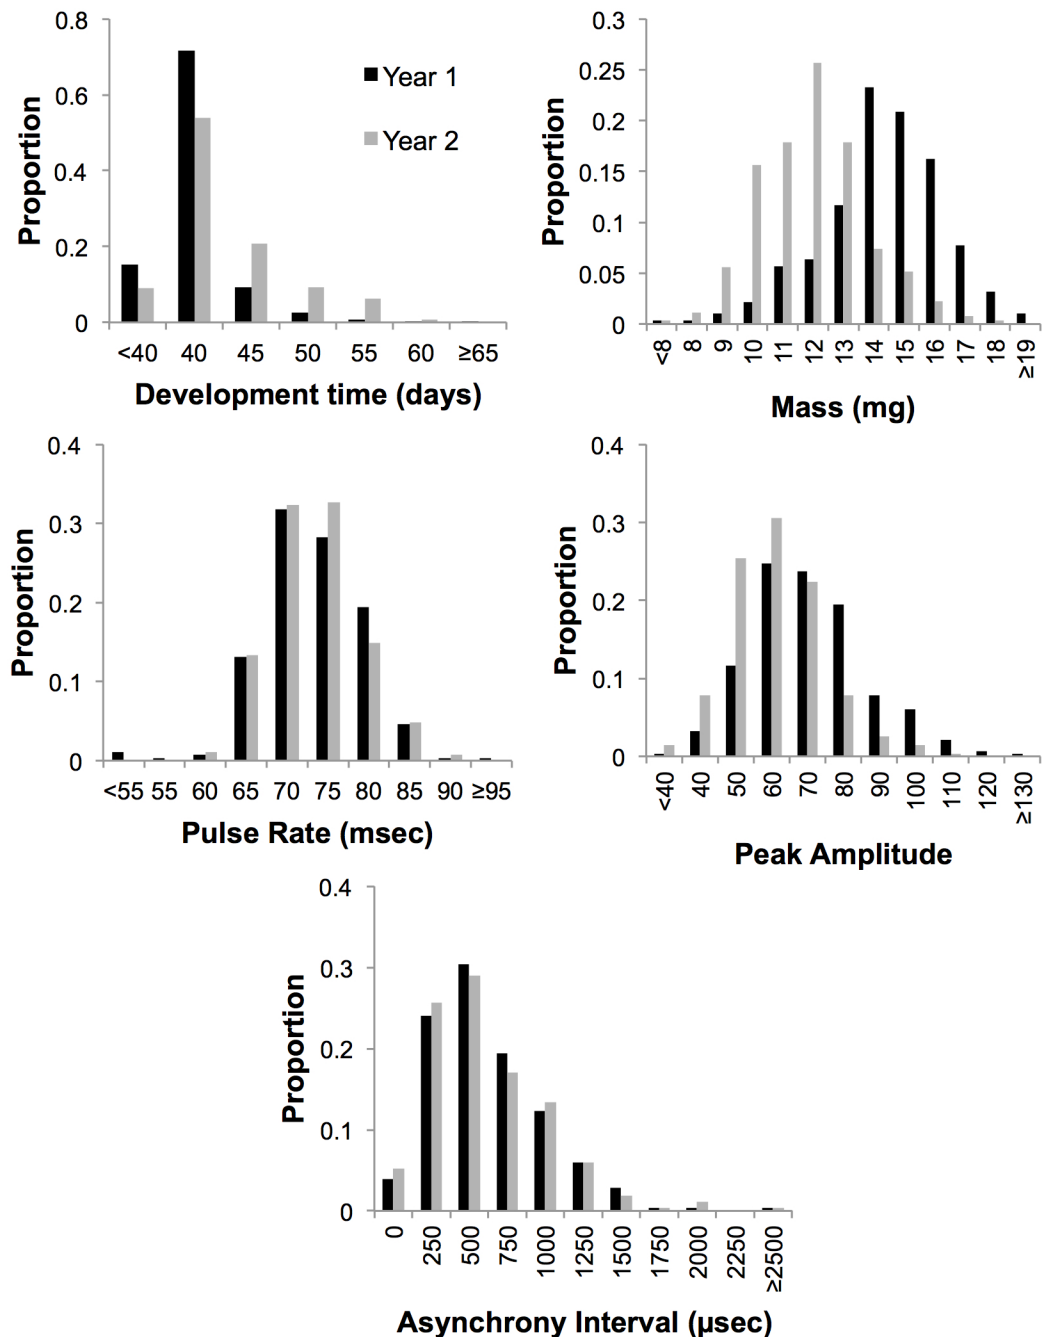 0.8
0.6
0.4
0.2
0
Proportion
Year 1
Year 2
<40 40 45 50 55 60 ≥65
Development time (days)
0.3
0.25
0.2
0.15
0.1
0.05
0
Proportion
<8 8 9 10 11 12 13 14 15 16 17 18 ≥19
Mass (mg)
0.4
0.3
0.2
0.1
0
Proportion
<55 55 60 65 70 75 80 85 90 ≥95
Pulse Rate (msec)
0.4
0.3
0.2
0.1
0
Proportion
<40 40 50 60 70 80 90 100 110 120 ≥130
Peak Amplitude
0.4
0.3
0.2
0.1
0
Proportion
0 250 500 750 1000 1250 1500 1750 2000 2250 ≥2500
Asynchrony Interval (µsec)